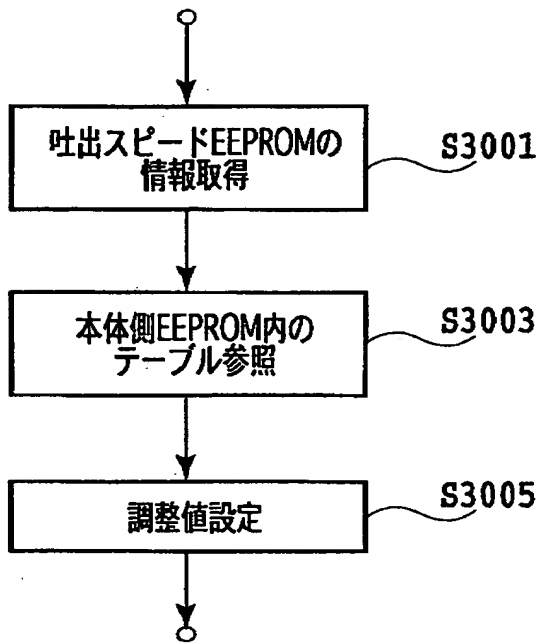 吐出スピードEEPROMの
情報取得
S3001
本体側EEPROM内の
テーブル参照
S3003
調整値設定
S3005